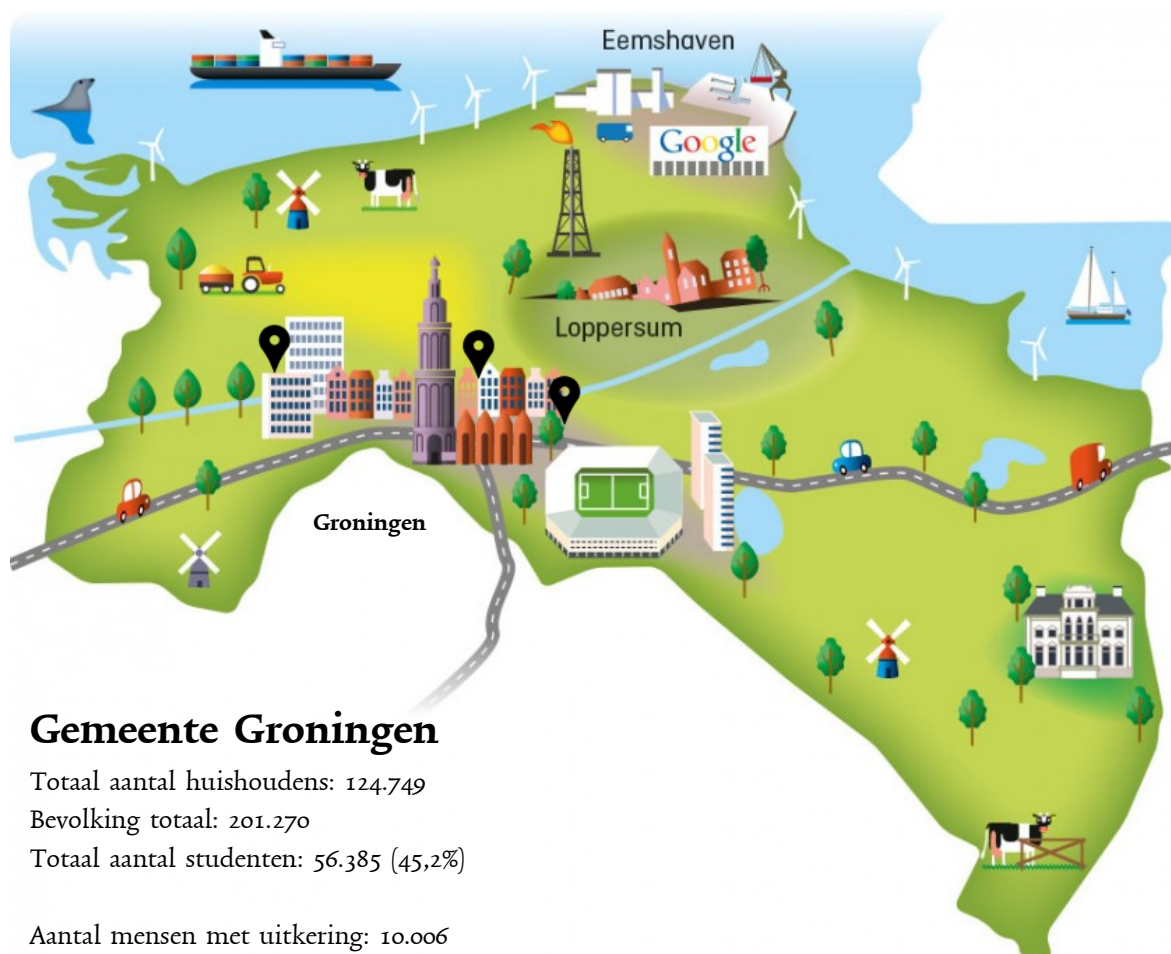 Eemshaven
Google
Loppersum
Groningen
Gemeente Groningen
Totaal aantal huishoudens: 124.749
Bevolking totaal: 201.270
Totaal aantal studenten: 56.385 (45,2%)
Aantal mensen met uitkering: 10.006